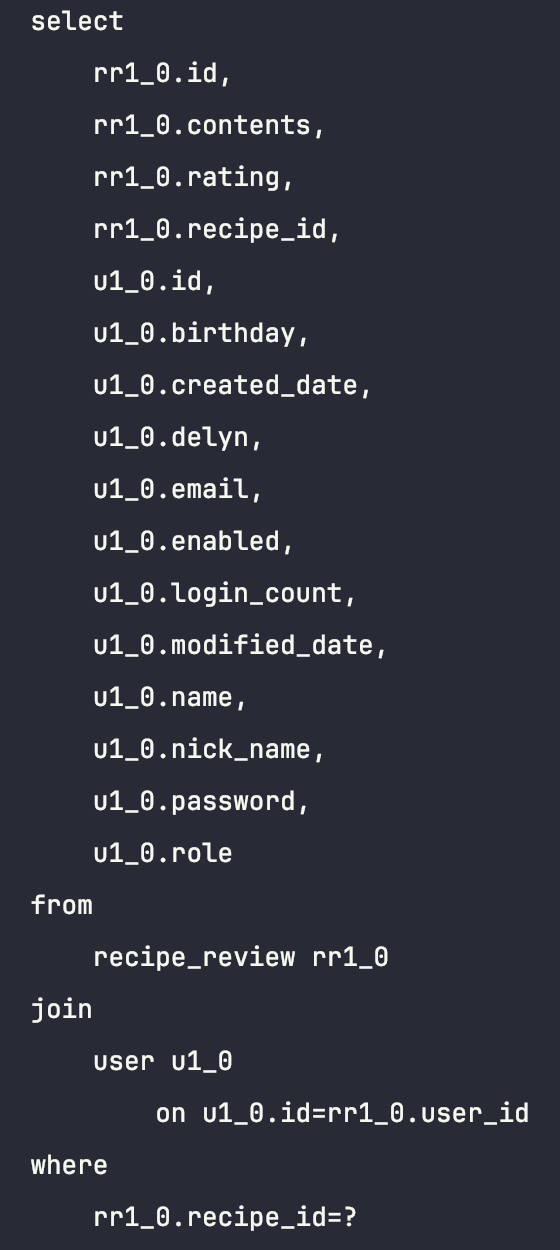 select
rr1_0.id,
rr1_0.contents,
rr1_0.rating,
rr1_0.recipe_id,
u1_0.id,
u1_0.birthday,
u1_0.created_date,
u1_0.delyn,
u1_0.email,
u1_0.enabled,
u1_0.login_count,
u1_0.modified_date,
u1_0.name,
u1_0.nick_name,
u1_0.password,
u1_0.role
from
recipe_review rr1_0
join
user u1_0
on u1_0.id=rr1_0.user_id
where
rr1_0.recipe_id=?